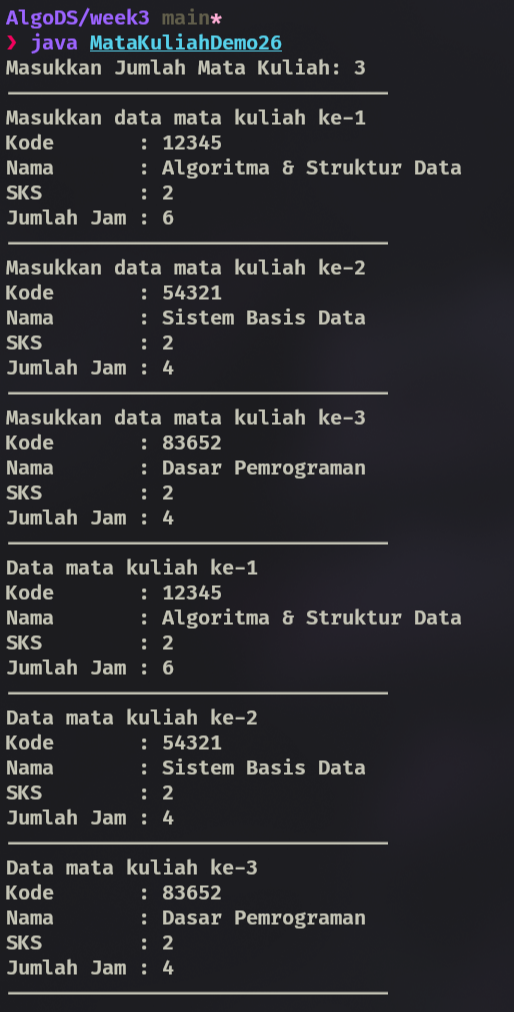 AlgoDS/week3 main*
❯ java MataKuliahDemo26
Masukkan Jumlah Mata Kuliah: 3
--------------------------------
Masukkan data mata kuliah ke-1
Kode       : 12345
Nama       : Algoritma & Struktur Data
SKS        : 2
Jumlah Jam : 6
--------------------------------
Masukkan data mata kuliah ke-2
Kode       : 54321
Nama       : Sistem Basis Data
SKS        : 2
Jumlah Jam : 4
--------------------------------
Masukkan data mata kuliah ke-3
Kode       : 83652
Nama       : Dasar Pemrograman
SKS        : 2
Jumlah Jam : 4
--------------------------------
Data mata kuliah ke-1
Kode       : 12345
Nama       : Algoritma & Struktur Data
SKS        : 2
Jumlah Jam : 6
--------------------------------
Data mata kuliah ke-2
Kode       : 54321
Nama       : Sistem Basis Data
SKS        : 2
Jumlah Jam : 4
--------------------------------
Data mata kuliah ke-3
Kode       : 83652
Nama       : Dasar Pemrograman
SKS        : 2
Jumlah Jam : 4
--------------------------------